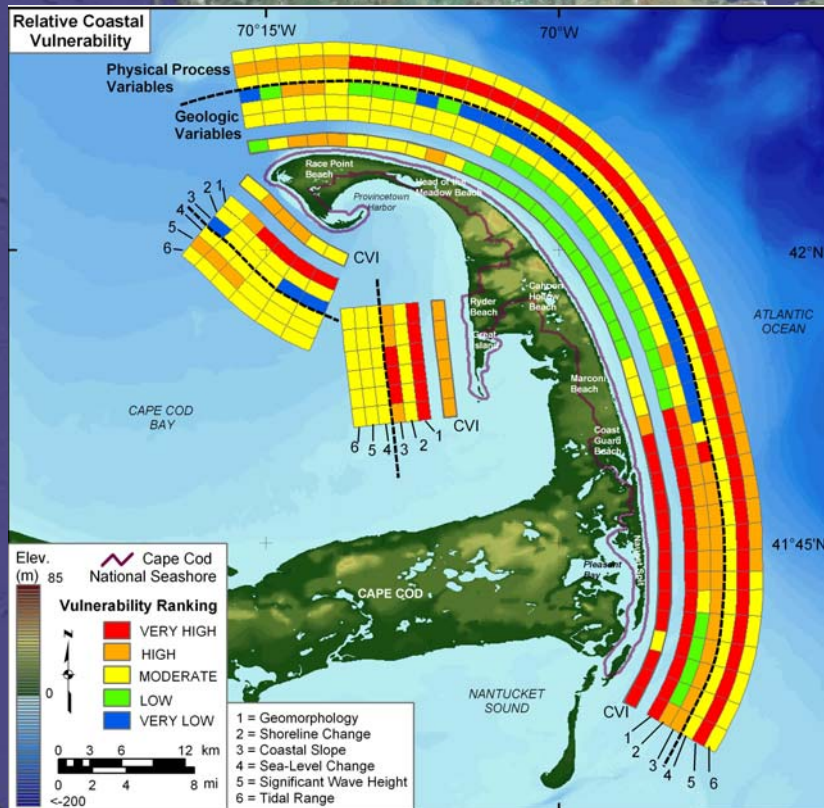 Relative Coastal
Vulnerability
70°15'W
70°W
Physical Process
Variables
Geologic
Variables
Race Point
Beach
Head of the
Meadow Beach
Provincetown
Harbor
1
2
3
4
5
6
CVI
42°N
Cahoon
Hollow
Beach
Ryder
Beach
Great
Island
ATLANTIC
OCEAN
Marconi
Beach
CAPE COD
BAY
6
5
4
3
2
1
CVI
Coast
Guard
Beach
41°45'N
Nauset Spit
Pleasant
Bay
CAPE COD
NANTUCKET
SOUND
CVI
1
2
3
4
5
6
Elev.
(m)
85
0
<-200
Cape Cod
National Seashore
Vulnerability Ranking
VERY HIGH
HIGH
MODERATE
LOW
VERY LOW
N
0 3 6 12 km
0 2 4 8 mi
1 = Geomorphology
2 = Shoreline Change
3 = Coastal Slope
4 = Sea-Level Change
5 = Significant Wave Height
6 = Tidal Range